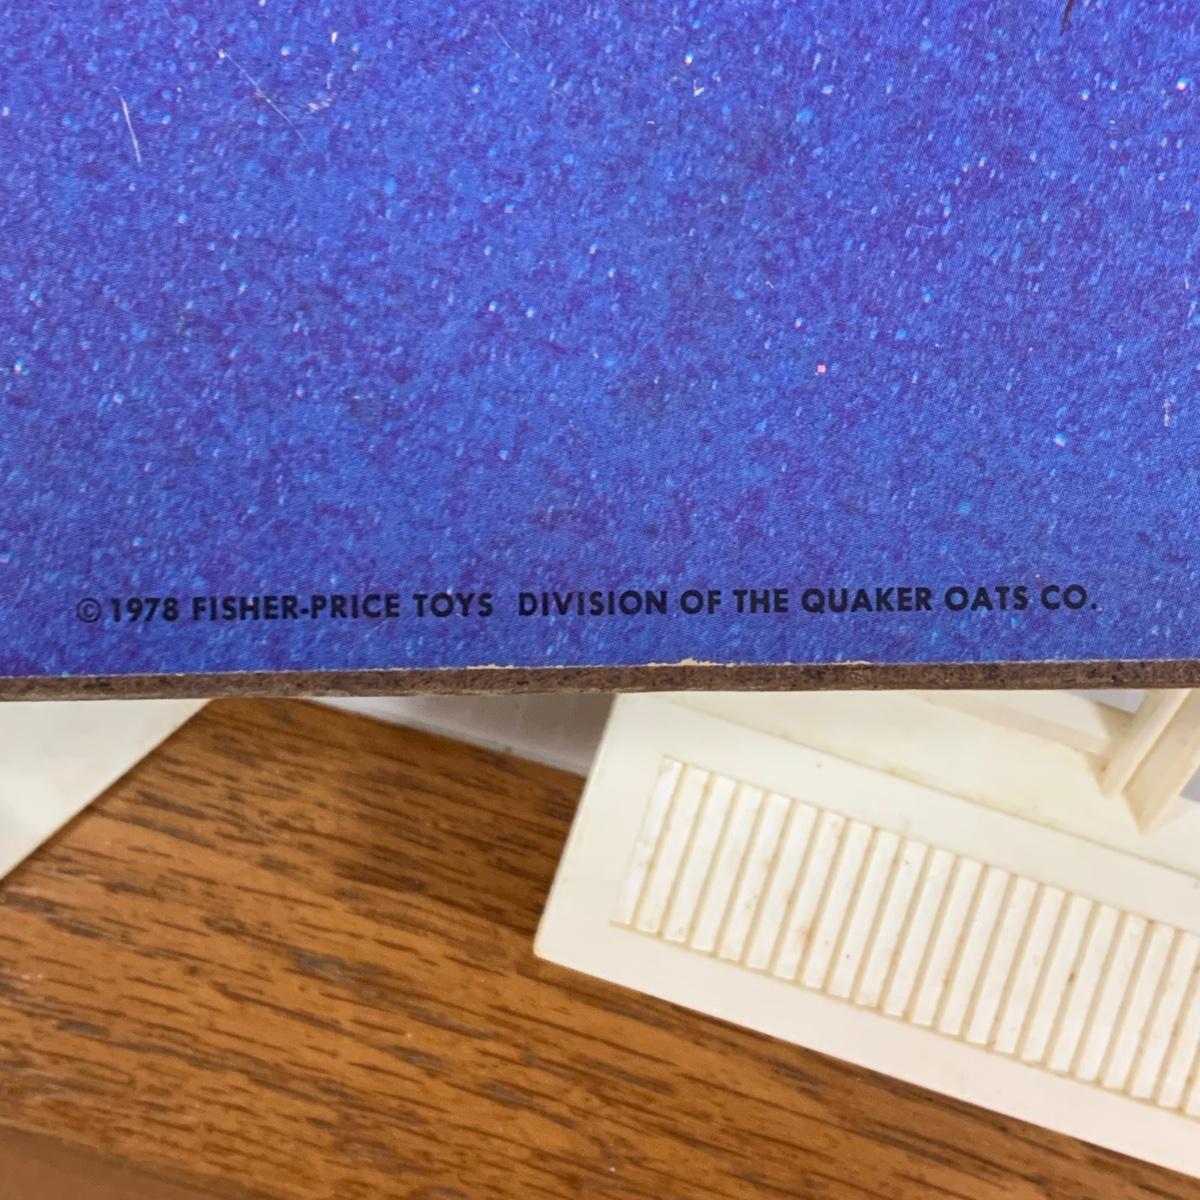 © 1978 FISHER-PRICE TOYS DIVISION OF THE QUAKER OATS CO.